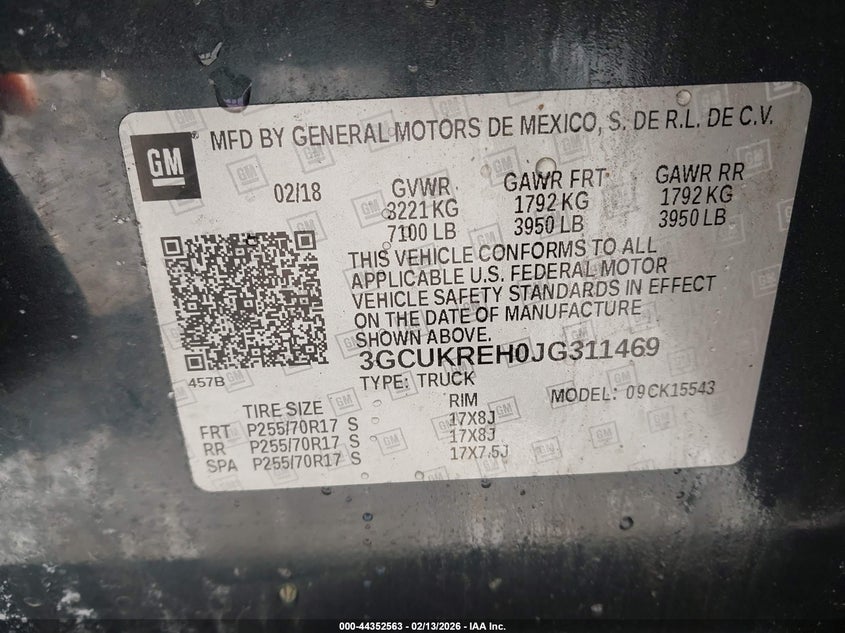 GM
MFD BY GENERAL MOTORS DE MEXICO, S. DE R.L. DE C.V.
02/18 GVWR GAWR FRT GAWR RR
3221 KG 1792 KG 1792 KG
7100 LB 3950 LB 3950 LB
THIS VEHICLE CONFORMS TO ALL
APPLICABLE U.S. FEDERAL MOTOR
VEHICLE SAFETY STANDARDS IN EFFECT
ON THE DATE OF MANUFACTURE
SHOWN ABOVE.
3GCUKREH0JG311469
457B
TYPE: TRUCK MODEL: 09CK15543
TIRE SIZE RIM
FRT P255/70R17 S 17X8J
RR P255/70R17 S 17X8J
SPA P255/70R17 S 17X7.5J
000-44352563 - 02/13/2026 - IAA Inc.